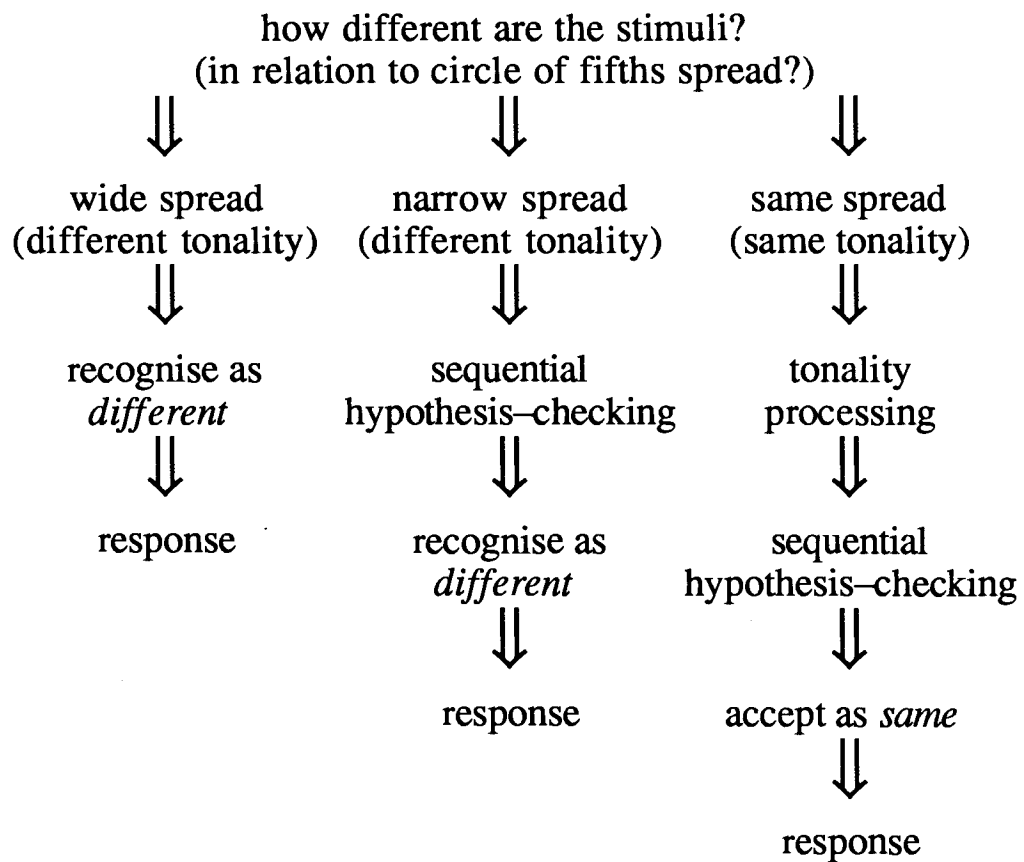 how different are the stimuli?
(in relation to circle of fifths spread?)
wide spread
(different tonality)
narrow spread
(different tonality)
same spread
(same tonality)
recognise as
different
sequential
hypothesis–checking
tonality
processing
response
recognise as
different
sequential
hypothesis–checking
response
accept as same
response